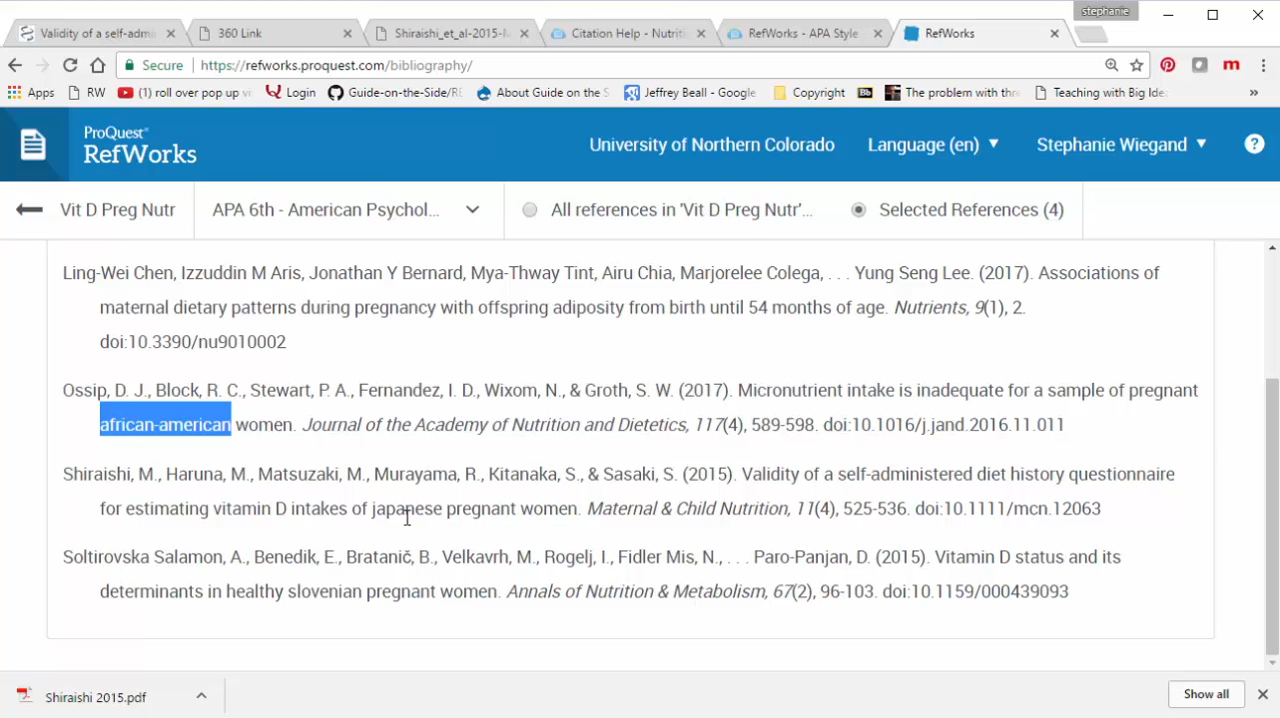 stephanie
Validity of a self-adm
360 Link
Shiraishi_et_al-2015-
Citation Help - Nutriti
RefWorks - APA Style
RefWorks
Secure
https://refworks.proquest.com/bibliography/
Apps
RW
(1) roll over pop up v
Login
Guide-on-the-Side/RE
About Guide on the S
Jeffrey Beall - Google
Copyright
Bb
The problem with thr
Teaching with Big Ide
»
ProQuest
RefWorks
University of Northern Colorado
Language (en)
Stephanie Wiegand
?
Vit D Preg Nutr
APA 6th - American Psychol...
All references in 'Vit D Preg Nutr'...
Selected References (4)
Ling-Wei Chen, Izzuddin M Aris, Jonathan Y Bernard, Mya-Thway Tint, Airu Chia, Marjorelee Colega, . . . Yung Seng Lee. (2017). Associations of
maternal dietary patterns during pregnancy with offspring adiposity from birth until 54 months of age. Nutrients, 9(1), 2.
doi:10.3390/nu9010002
Ossip, D. J., Block, R. C., Stewart, P. A., Fernandez, I. D., Wixom, N., & Groth, S. W. (2017). Micronutrient intake is inadequate for a sample of pregnant
african-american women. Journal of the Academy of Nutrition and Dietetics, 117(4), 589-598. doi:10.1016/j.jand.2016.11.011
Shiraishi, M., Haruna, M., Matsuzaki, M., Murayama, R., Kitanaka, S., & Sasaki, S. (2015). Validity of a self-administered diet history questionnaire
for estimating vitamin D intakes of japanese pregnant women. Maternal & Child Nutrition, 11(4), 525-536. doi:10.1111/mcn.12063
Soltirovska Salamon, A., Benedik, E., Bratanič, B., Velkavrh, M., Rogelj, I., Fidler Mis, N., . . . Paro-Panjan, D. (2015). Vitamin D status and its
determinants in healthy slovenian pregnant women. Annals of Nutrition & Metabolism, 67(2), 96-103. doi:10.1159/000439093
Shiraishi 2015.pdf
Show all